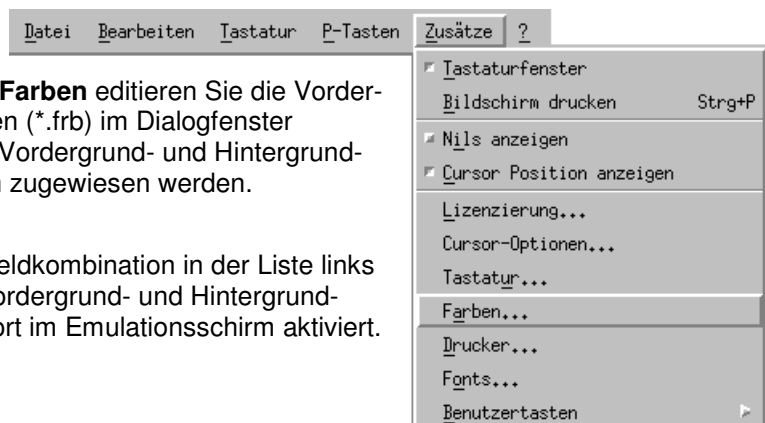 Datei Bearbeiten Tastatur P-Tasten Zusätze ?
Farben editieren Sie die Vorder-
en (*.frb) im Dialogfenster
Vordergrund- und Hintergrund-
zugewiesen werden.
eldkombination in der Liste links
ordergrund- und Hintergrund-
ort im Emulationsschirm aktiviert.
Tastaturfenster
Bildschirm drucken Strg+P
Nils anzeigen
Cursor Position anzeigen
Lizenzierung...
Cursor-Optionen...
Tastatur...
Farben...
Drucker...
Fonts...
Benutzertasten